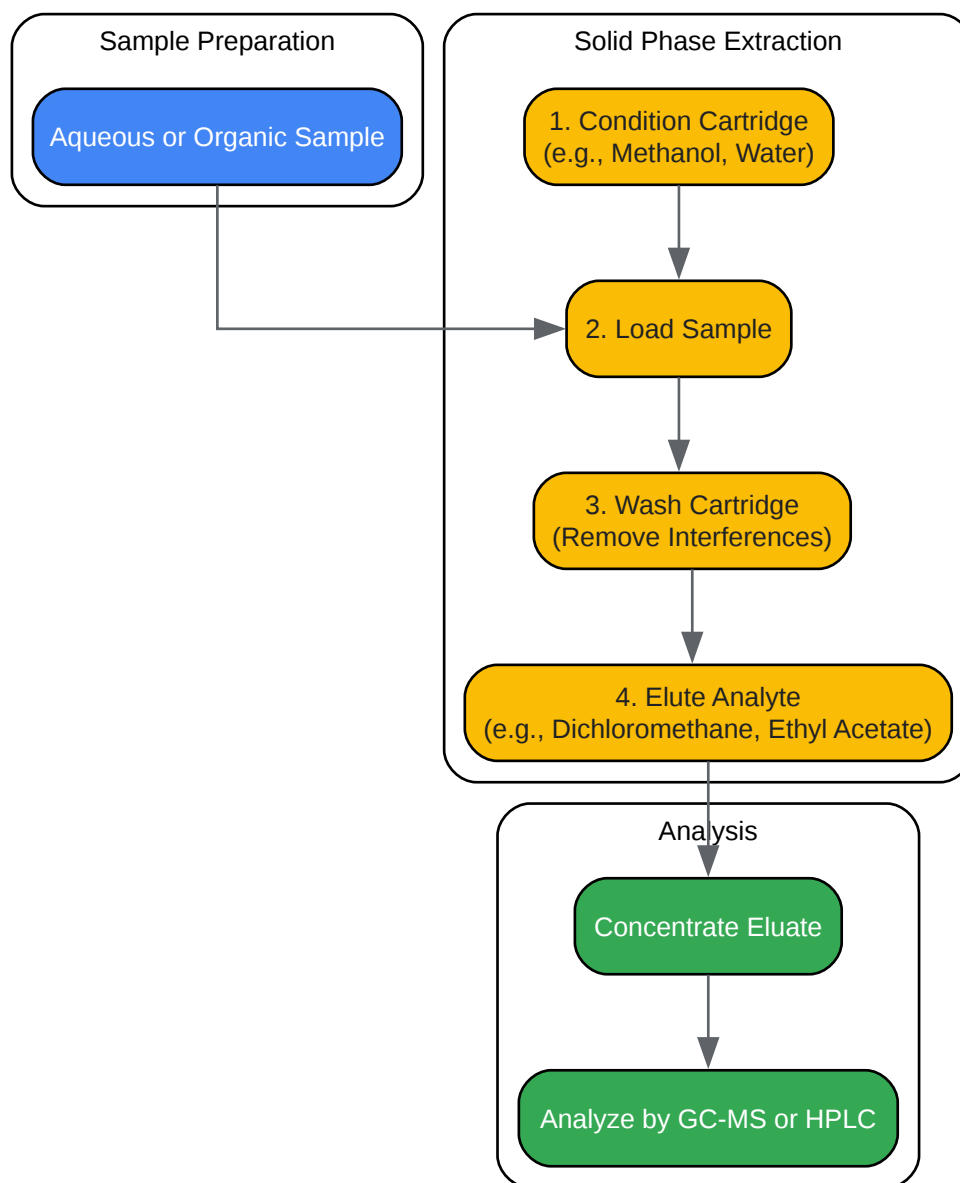 Sample Preparation
Aqueous or Organic Sample
Solid Phase Extraction
1. Condition Cartridge
(e.g., Methanol, Water)
2. Load Sample
3. Wash Cartridge
(Remove Interferences)
4. Elute Analyte
(e.g., Dichloromethane, Ethyl Acetate)
Analysis
Concentrate Eluate
Analyze by GC-MS or HPLC